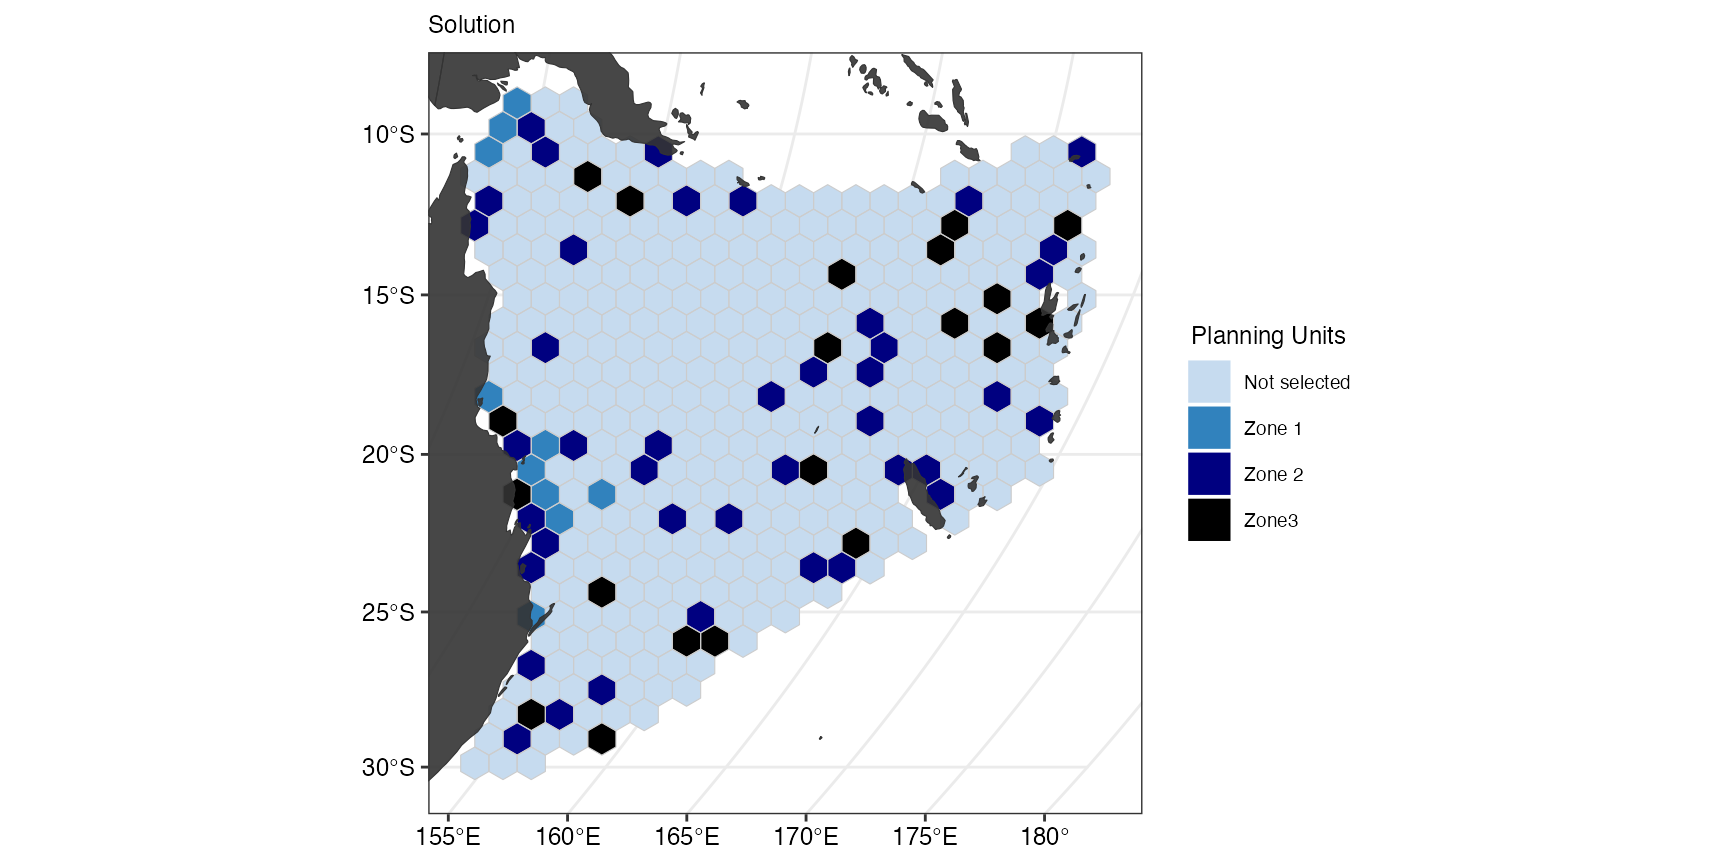 Solution
10°S
15°S
20°S
25°S
30°S
155°E 160°E 165°E 170°E 175°E 180°
Planning Units
Not selected
Zone 1
Zone 2
Zone3